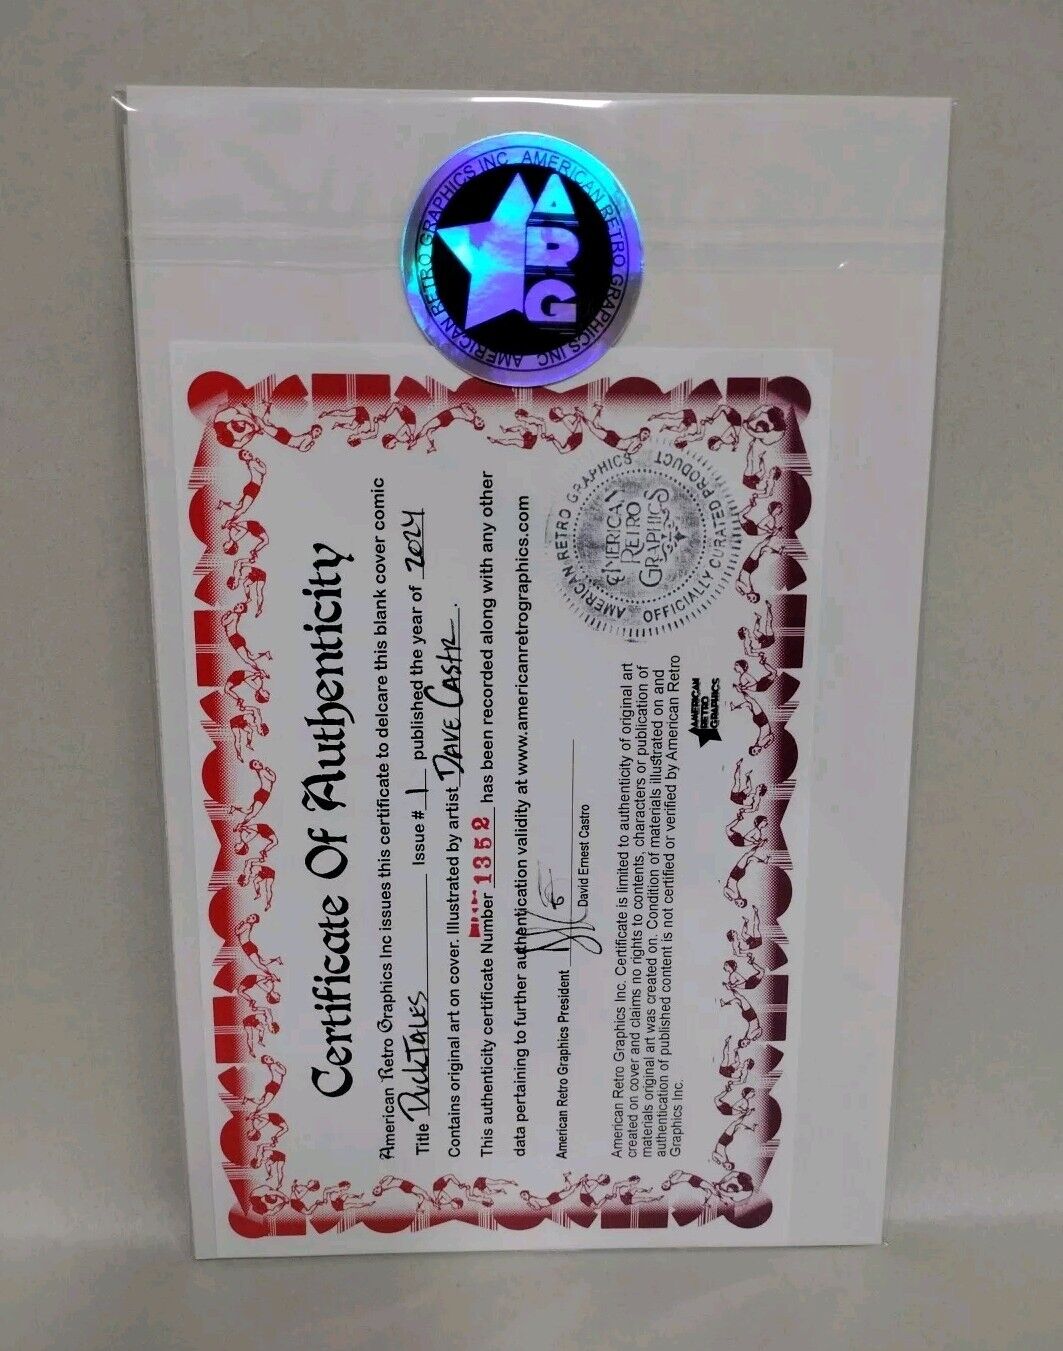 AMERICAN RETRO GRAPHICS INC AMERICAN RETRO GRAPHICS INC
ARG
Certificate Of Authenticity
American Retro Graphics Inc issues this certificate to delcare this blank cover comic
Title DuckTales Issue # 1 published the year of 2024
Contains original art on cover. Illustrated by artist Dave Castr.
This authenticity certificate Number 1352 has been recorded along with any other
data pertaining to further authentication validity at www.americanretrographics.com
American Retro Graphics President
David Ernest Castro
AMERICAN RETRO GRAPHICS
OFFICIALLY CURATED PRODUCT
AMERICAN
RETRO
GRAPHICS
American Retro Graphics Inc. Certificate is limited to authenticity of original art
created on cover and claims no rights to contents, characters or publication of
materials original art was created on. Condition of materials illustrated on and
authentication of published content is not certified or verified by American Retro
Graphics Inc.
AMERICAN
RETRO
GRAPHICS